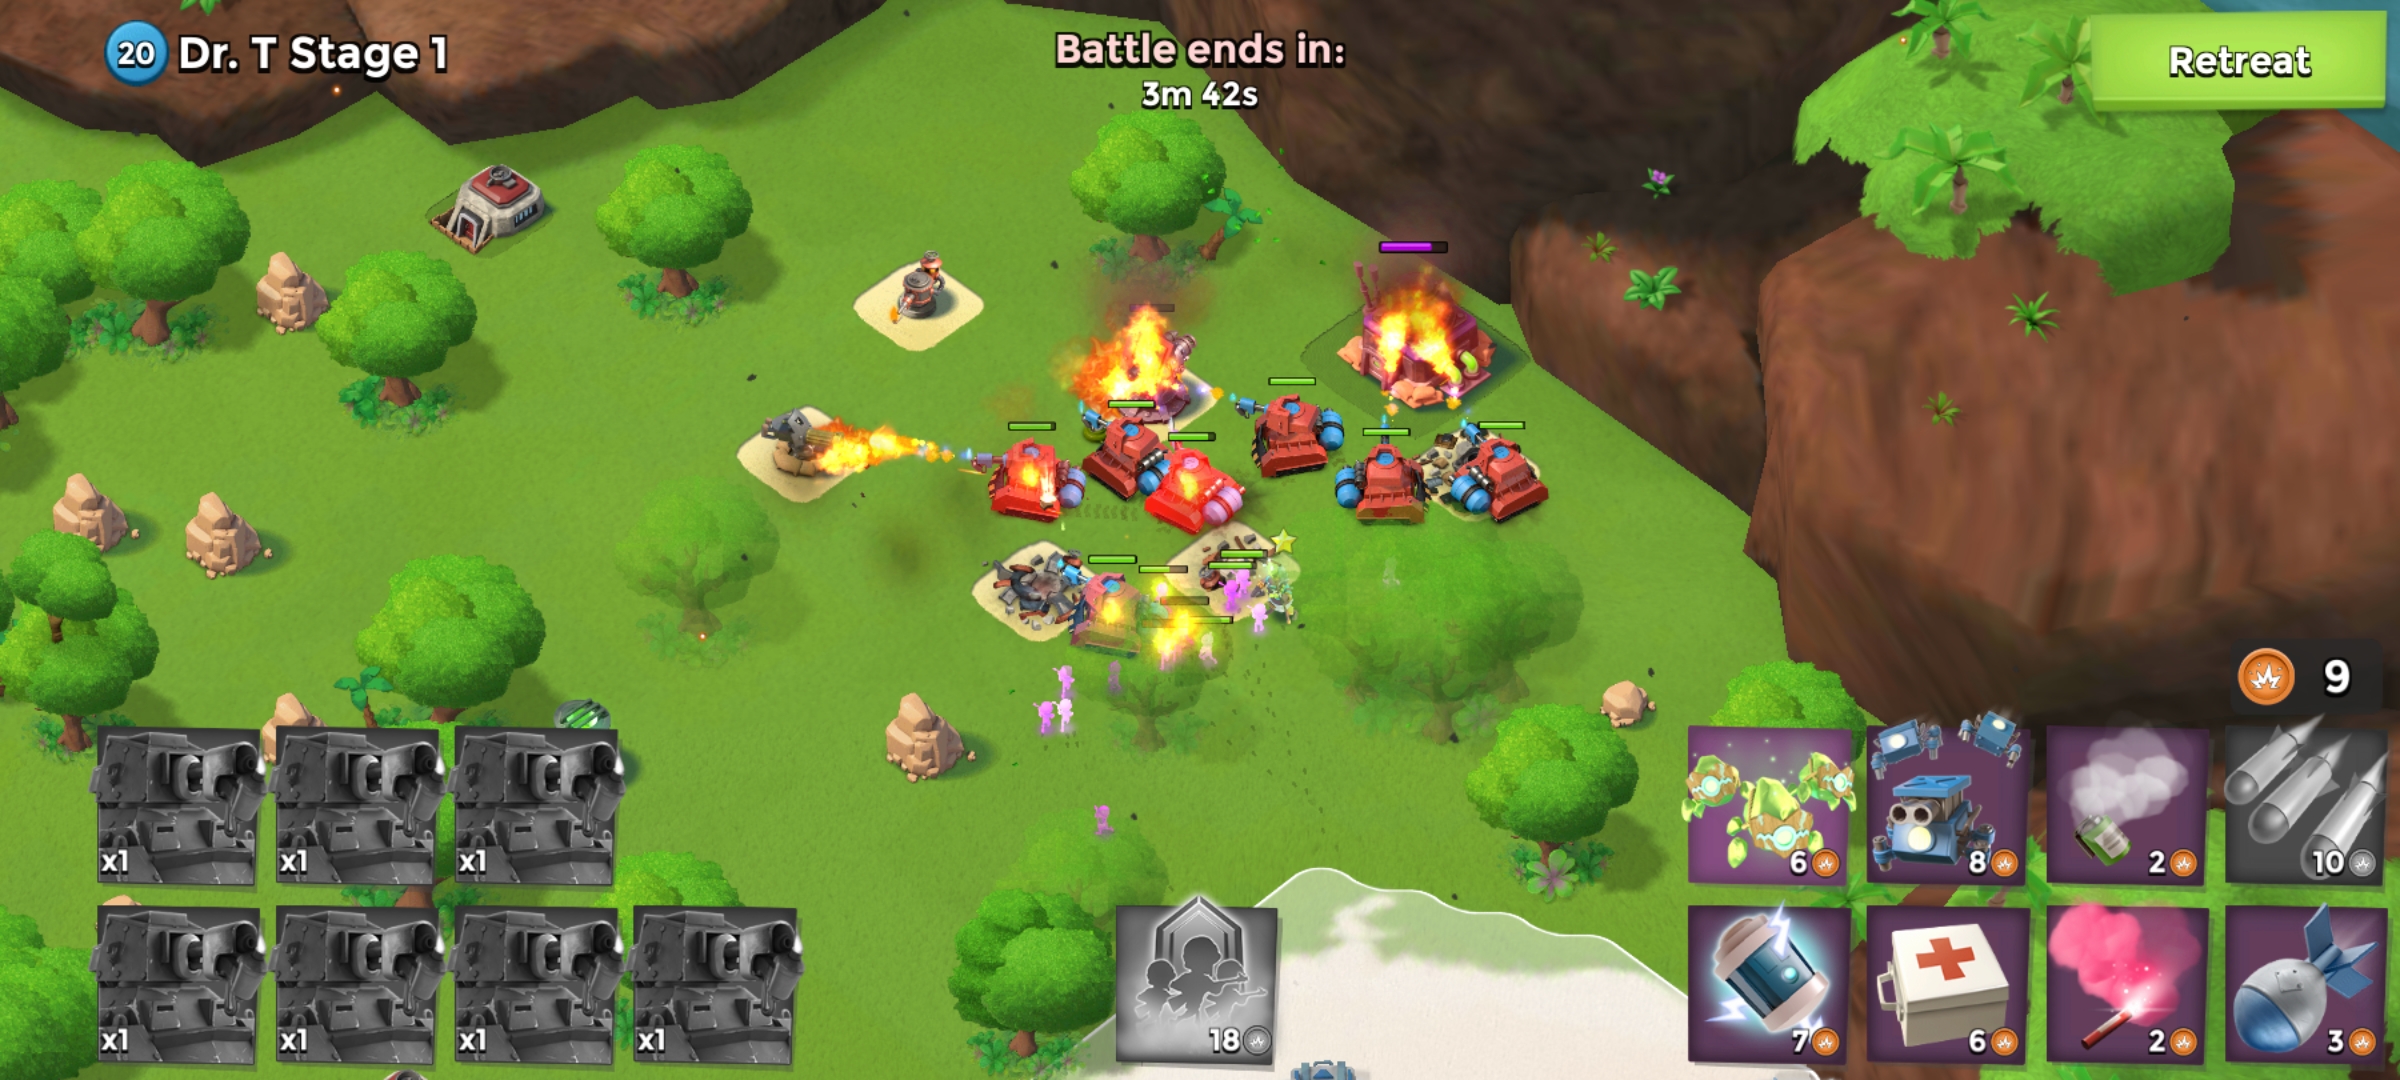 20 Dr. T Stage 1
Battle ends in:
3m 42s
Retreat
9
x1 x1 x1
6 8 2 10
x1 x1 x1 x1
18
7 6 2 3